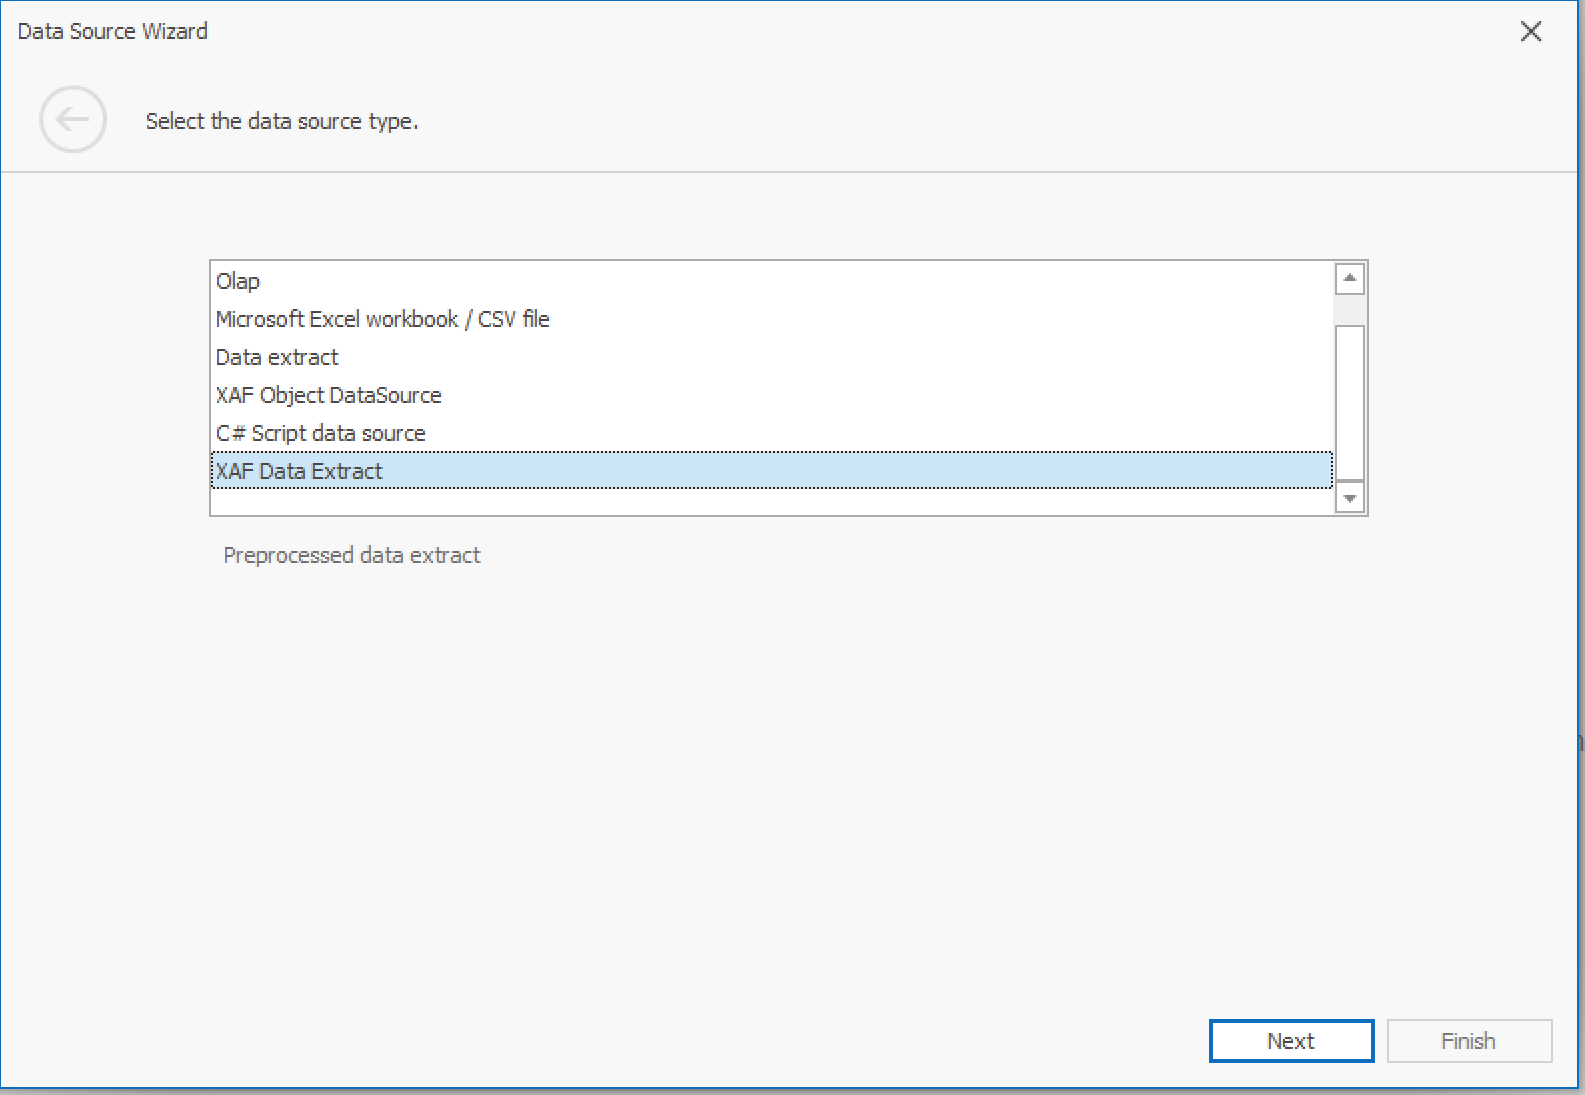 Data Source Wizard
Select the data source type.
Olap
Microsoft Excel workbook / CSV file
Data extract
XAF Object DataSource
C# Script data source
XAF Data Extract
Preprocessed data extract
Next
Finish